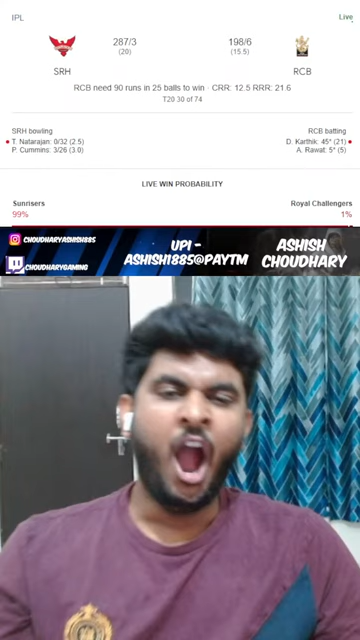 IPL
Live
287/3
(20)
198/6
(15.5)
SRH
RCB
RCB need 90 runs in 25 balls to win · CRR: 12.5 RRR: 21.6
T20 30 of 74
SRH bowling
T. Natarajan: 0/32 (2.5)
P. Cummins: 3/26 (3.0)
RCB batting
D. Karthik: 45* (21)
A. Rawat: 5* (5)
LIVE WIN PROBABILITY
Sunrisers
99%
Royal Challengers
1%
CHOUDHARYASHISH885
CHOUDHARYGAMING
UPI -
ASHISH1885@PAYTM
ASHISH
CHOUDHARY